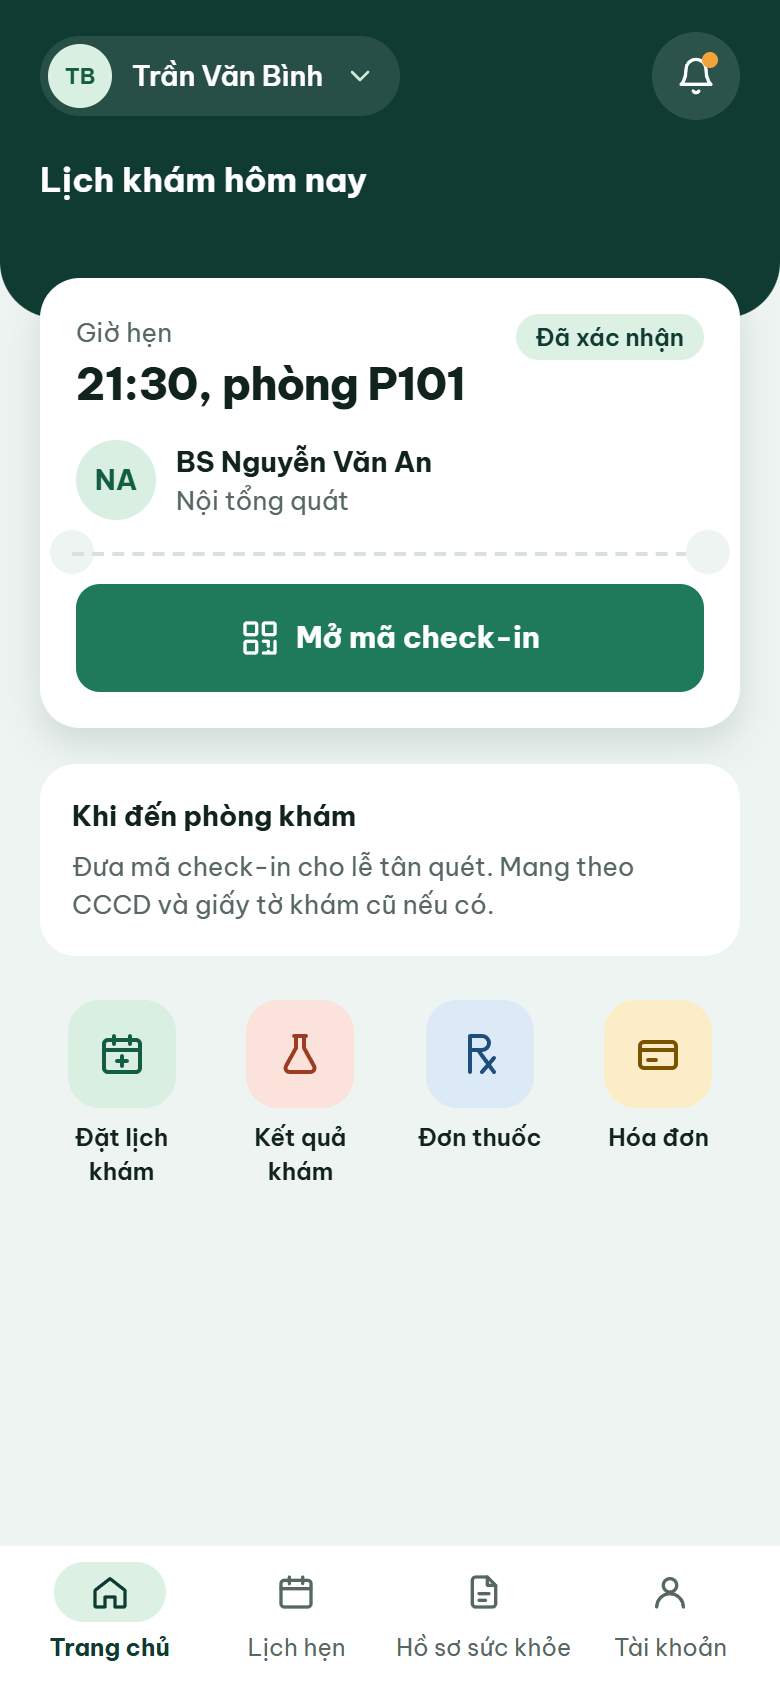 TB Trần Văn Bình
Lịch khám hôm nay
Giờ hẹn
Đã xác nhận
21:30, phòng P101
NA
BS Nguyễn Văn An
Nội tổng quát
Mở mã check-in
Khi đến phòng khám
Đưa mã check-in cho lễ tân quét. Mang theo
CCCD và giấy tờ khám cũ nếu có.
Đặt lịch
khám
Kết quả
khám
Đơn thuốc
Hóa đơn
Trang chủ
Lịch hẹn
Hồ sơ sức khỏe
Tài khoản